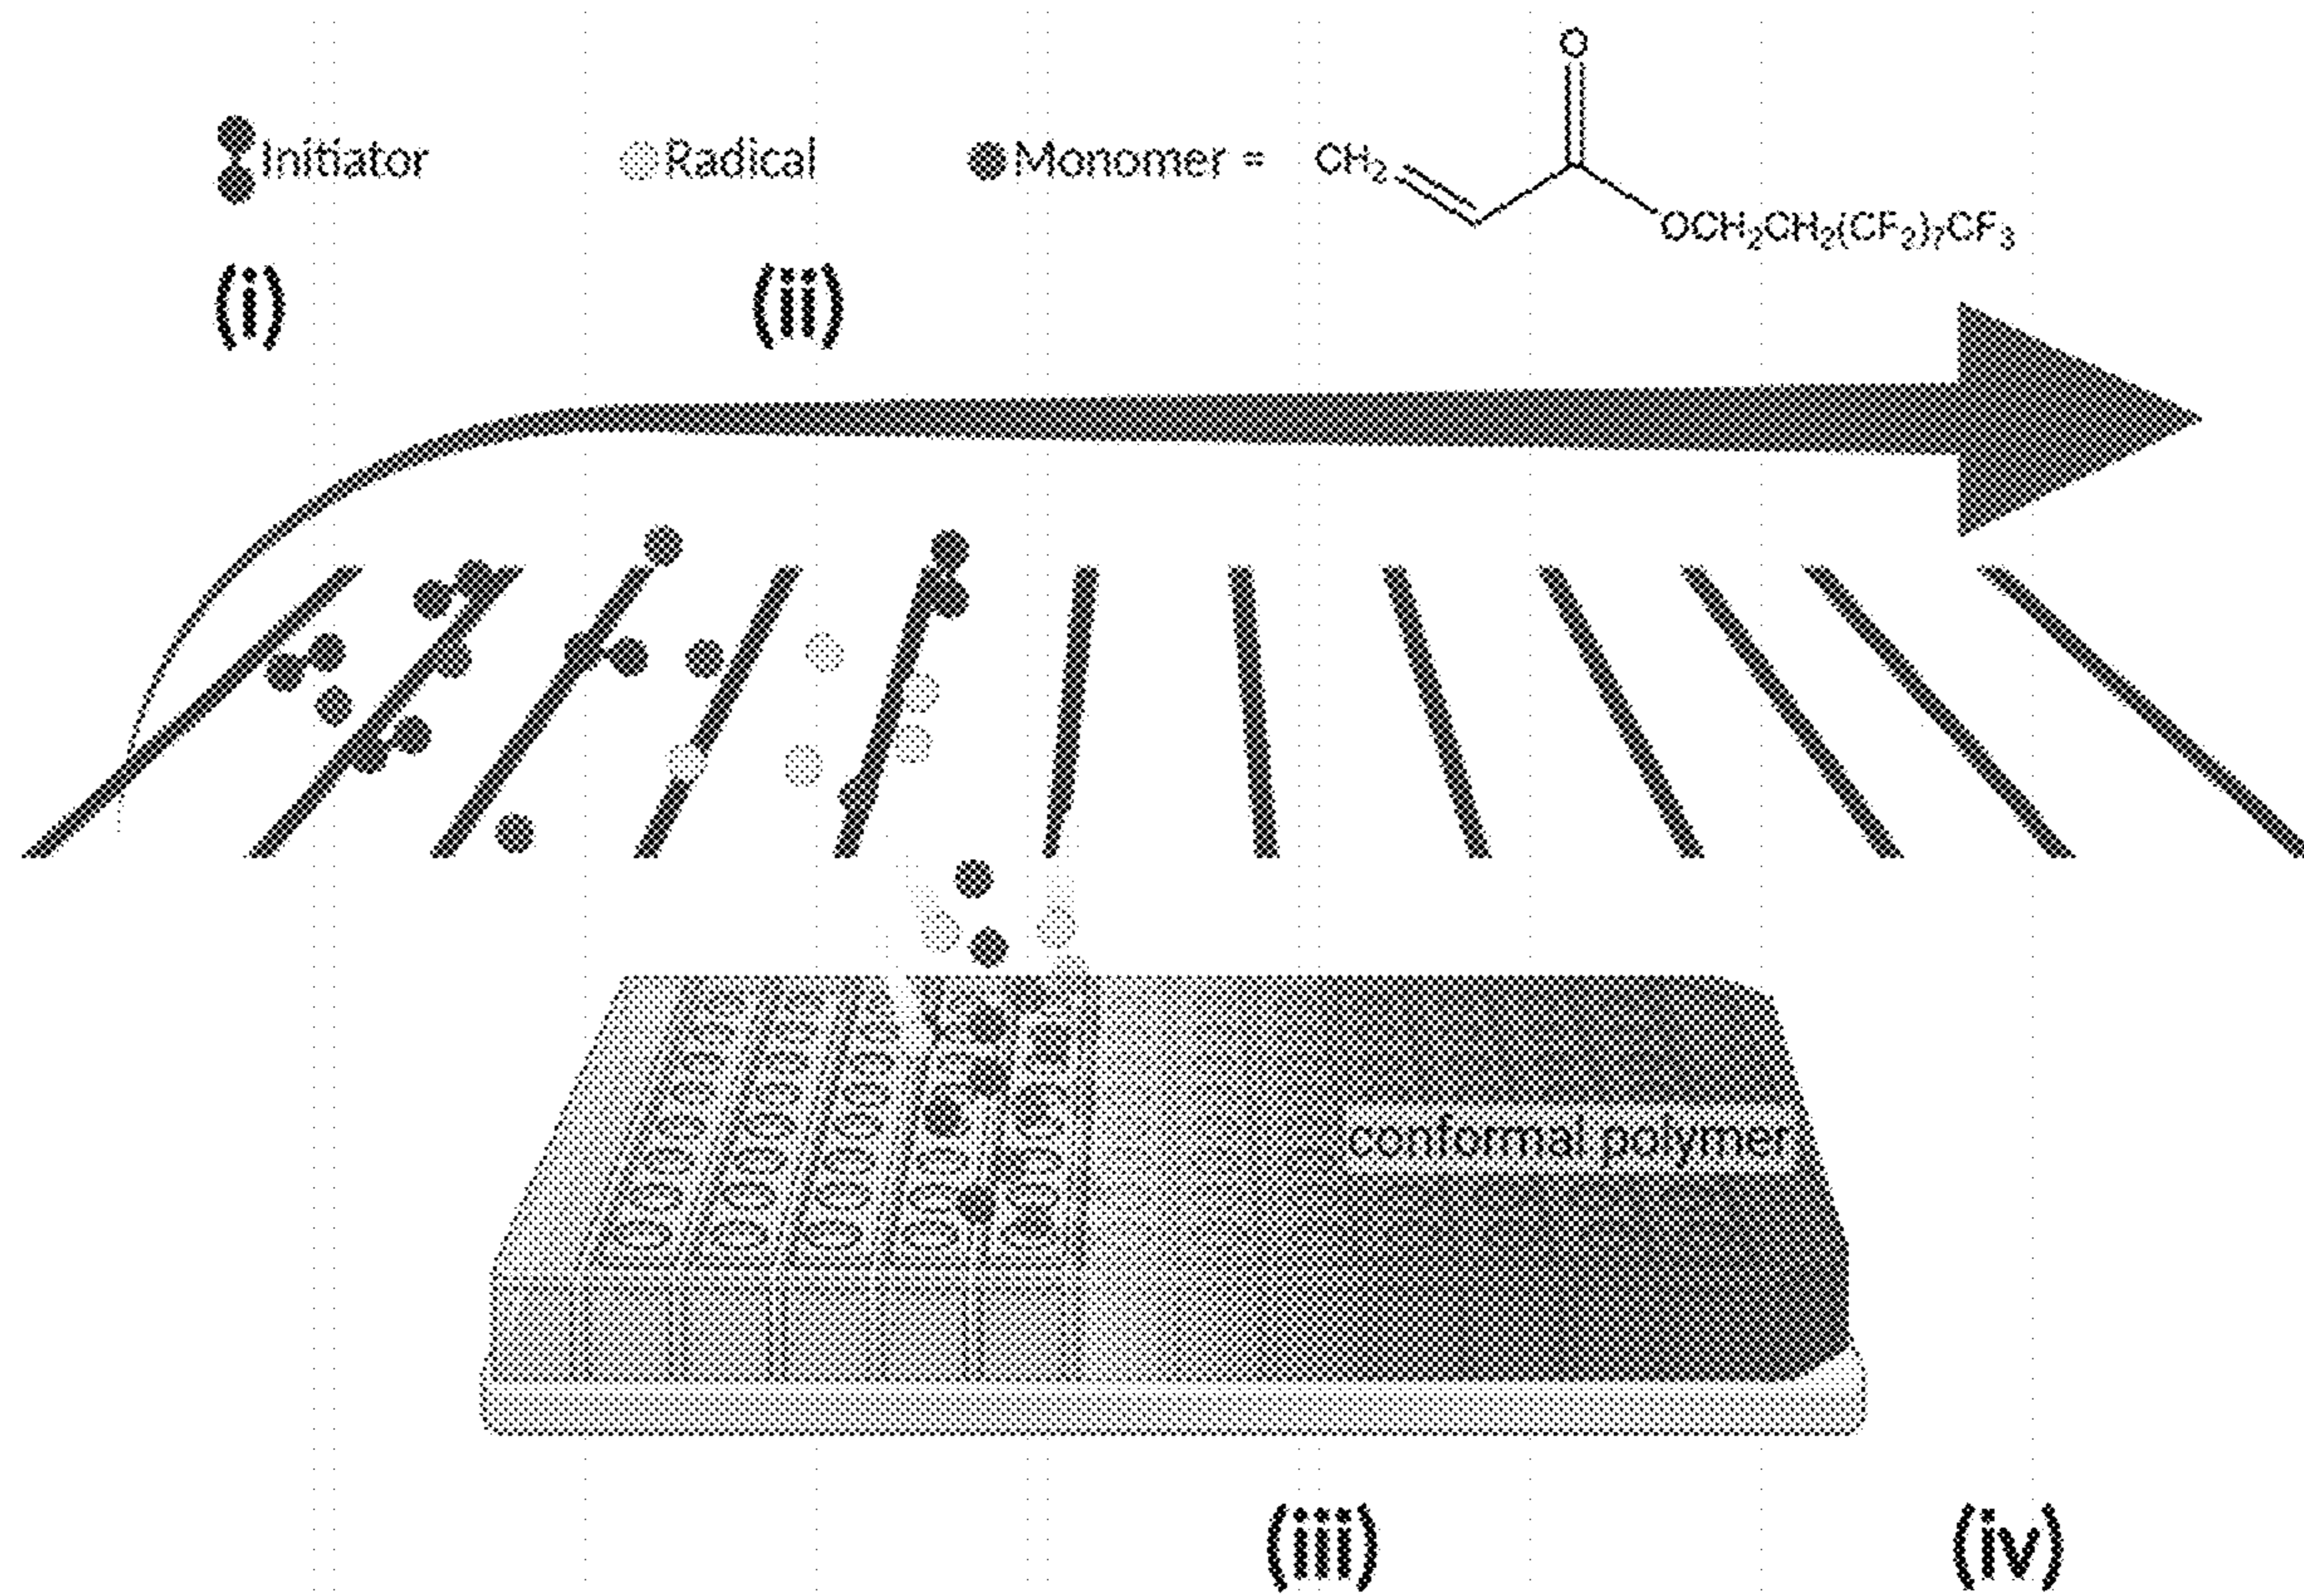 O
Initiator Radical Monomer = CH₂ OCH₂CH₂(CF₂)₇CF₃
(i) (ii)
conformal polymer
(iii) (iv)